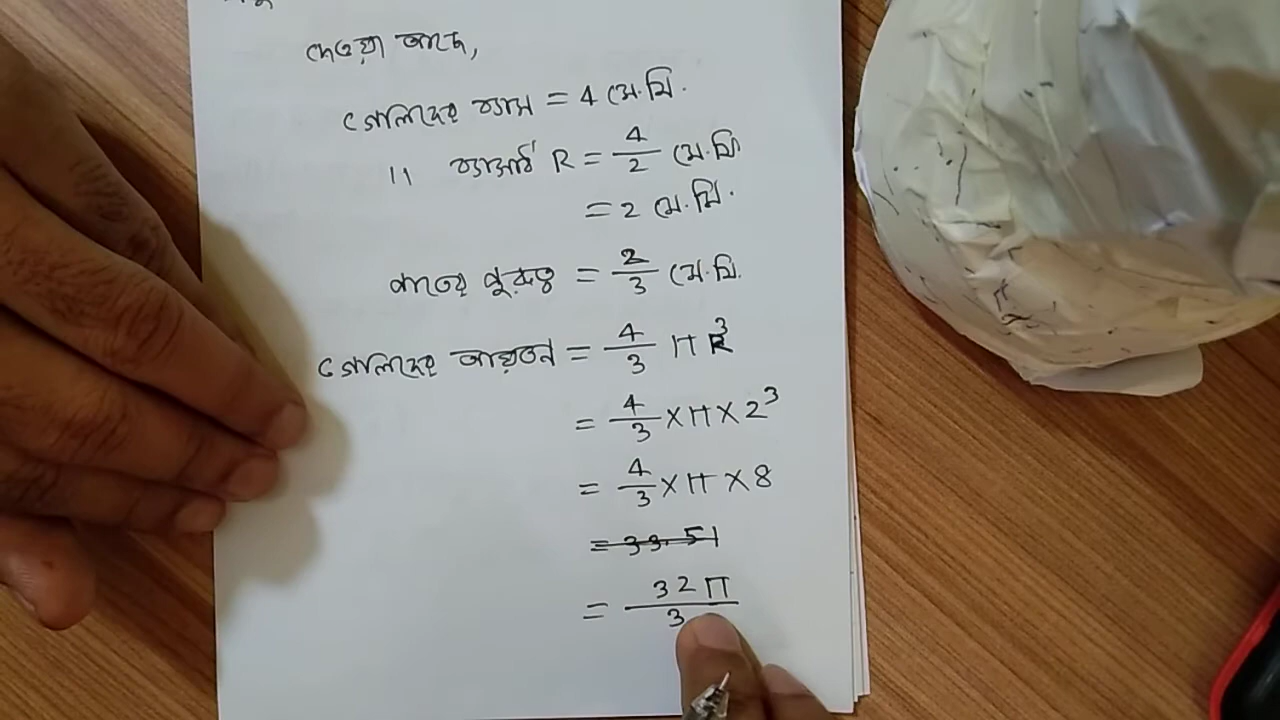 দেওয়া আছে,
গোলকের ব্যাস = 4 সে.মি.
" ব্যাসার্ধ R = 4/2 সে.মি
= 2 সে.মি.
পাতের পুরুত্ব = 2/3 সে.মি.
গোলকের আয়তন = 4/3 π R³
= 4/3 × π × 2³
= 4/3 × π × 8
= 33.51
= 32π/3